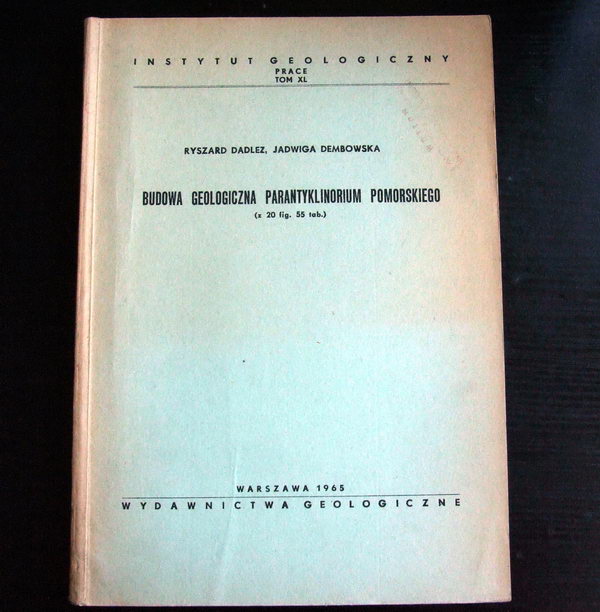 INSTYTUT GEOLOGICZNY
PRACE
TOM XL
RYSZARD DADLEZ, JADWIGA DEMBOWSKA
BUDOWA GEOLOGICZNA PARANTYKLINORIUM POMORSKIEGO
(z 20 fig. 55 tab.)
WARSZAWA 1965
WYDAWNICTWA GEOLOGICZNE